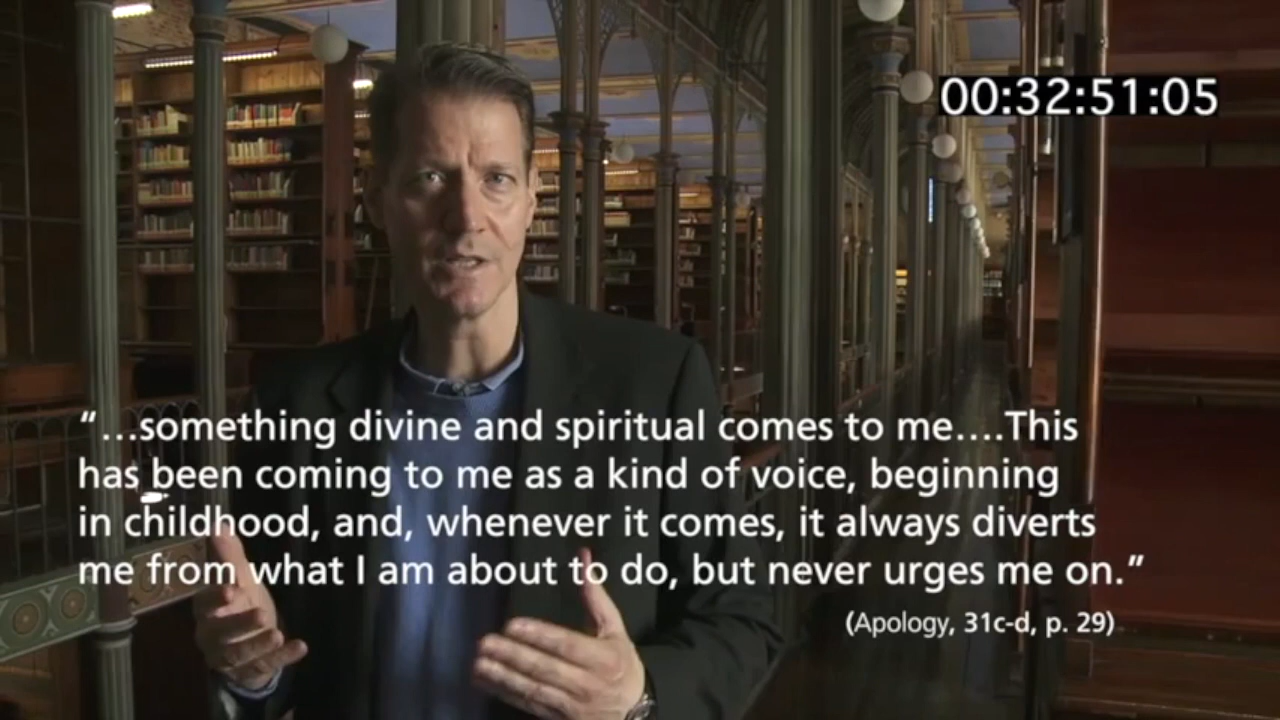 00:32:51:05
“...something divine and spiritual comes to me....This
has been coming to me as a kind of voice, beginning
in childhood, and, whenever it comes, it always diverts
me from what I am about to do, but never urges me on.”
(Apology, 31c-d, p. 29)